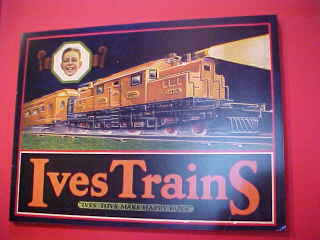 Ives Trains
"IVES TOYS MAKE HAPPY BOYS"